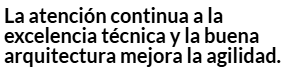 La atención continua a la
excelencia técnica y la buena
arquitectura mejora la agilidad.